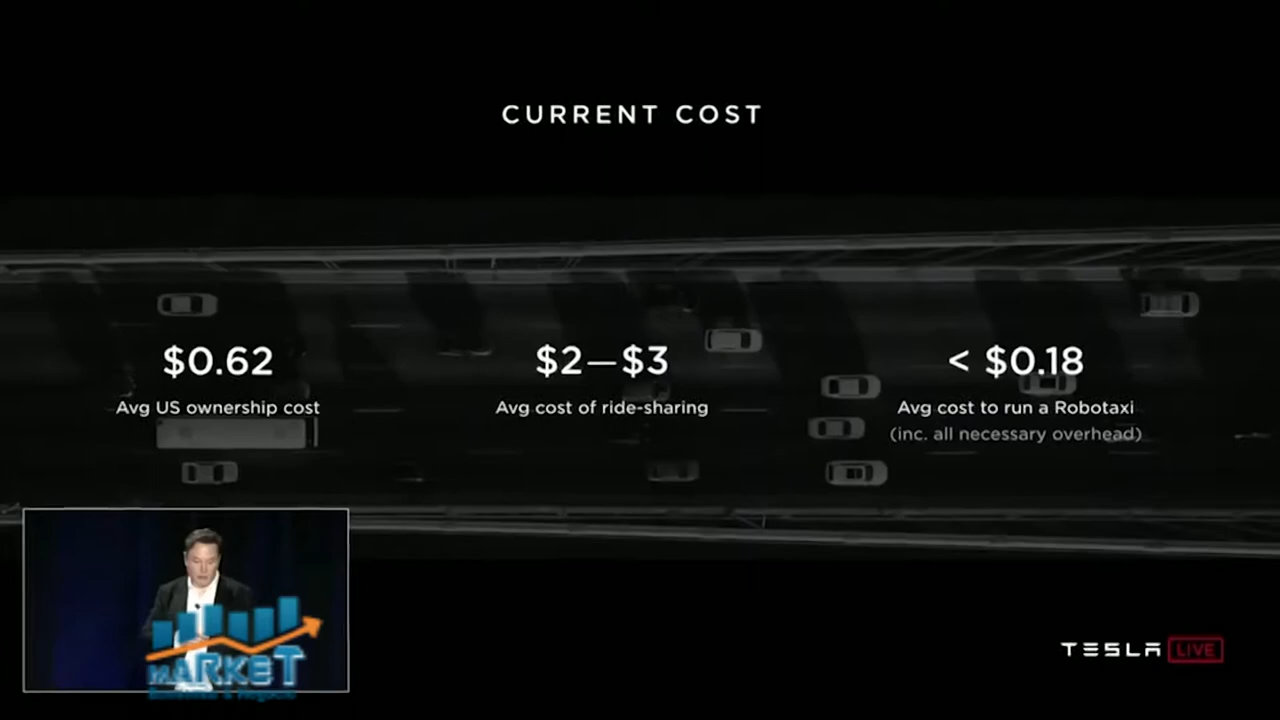 CURRENT COST
$0.62
Avg US ownership cost
$2—$3
Avg cost of ride-sharing
< $0.18
Avg cost to run a Robotaxi
(inc. all necessary overhead)
MARKET
TESLA LIVE